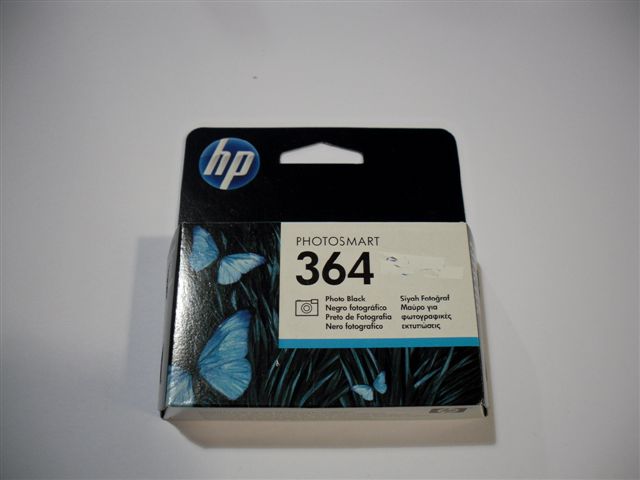 hp
PHOTOSMART
364
Photo Black
Negro fotográfico
Preto de Fotografia
Nero fotografico
Siyah Fotoğraf
Μαύρο για
φωτογραφικές
εκτυπώσεις